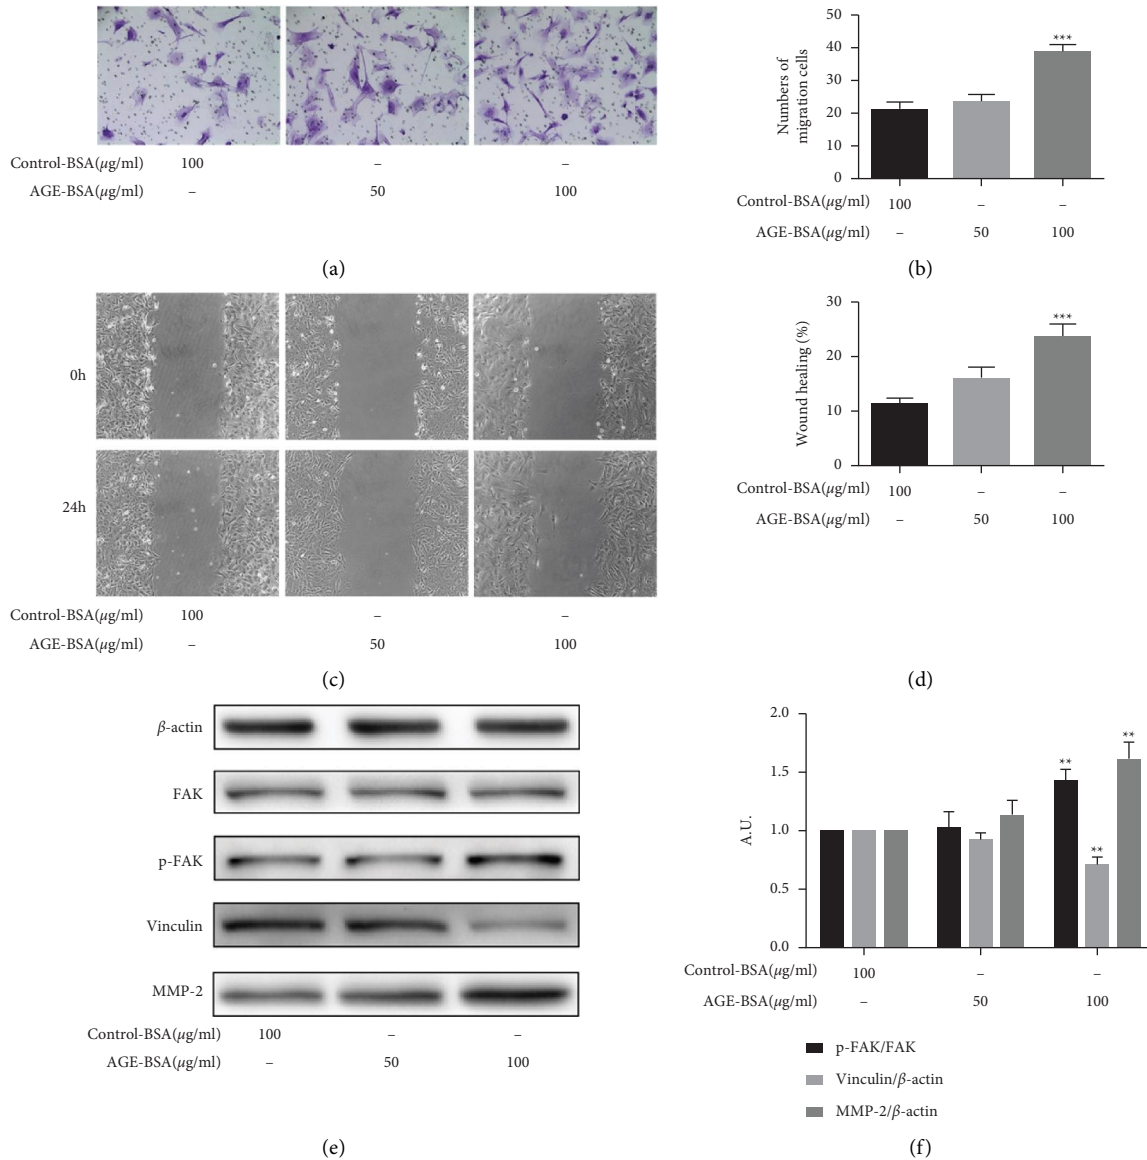 Control-BSA(μg/ml) 100 – –
AGE-BSA(μg/ml) – 50 100
(a)
50
40
30
20
10
0
Numbers of
migration cells
***
Control-BSA(μg/ml) 100 – –
AGE-BSA(μg/ml) – 50 100
(b)
0h
24h
Control-BSA(μg/ml) 100 – –
AGE-BSA(μg/ml) – 50 100
(c)
30
20
10
0
Wound healing (%)
***
Control-BSA(μg/ml) 100 – –
AGE-BSA(μg/ml) – 50 100
(d)
β-actin
FAK
p-FAK
Vinculin
MMP-2
Control-BSA(μg/ml) 100 – –
AGE-BSA(μg/ml) – 50 100
(e)
2.0
1.5
1.0
0.5
0.0
A.U.
** ** **
Control-BSA(μg/ml) 100 – –
AGE-BSA(μg/ml) – 50 100
p-FAK/FAK
Vinculin/β-actin
MMP-2/β-actin
(f)